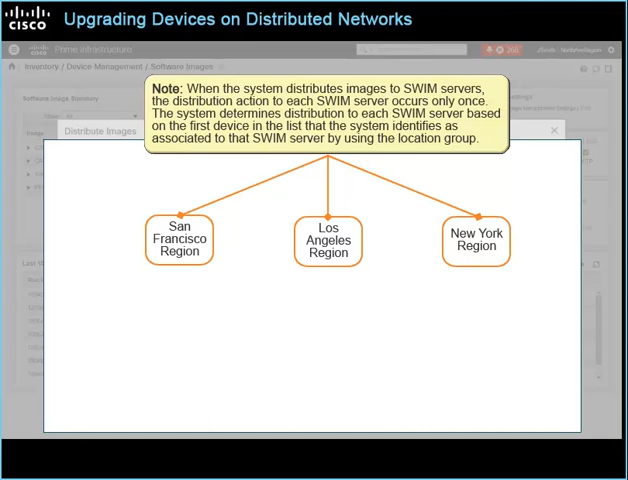 CISCO
Upgrading Devices on Distributed Networks
Prime Infrastructure
Inventory / Device Management / Software Images
Software Image Summary
Distribute Images
Note: When the system distributes images to SWIM servers,
the distribution action to each SWIM server occurs only once.
The system determines distribution to each SWIM server based
on the first device in the list that the system identifies as
associated to that SWIM server by using the location group.
San
Francisco
Region
Los
Angeles
Region
New York
Region